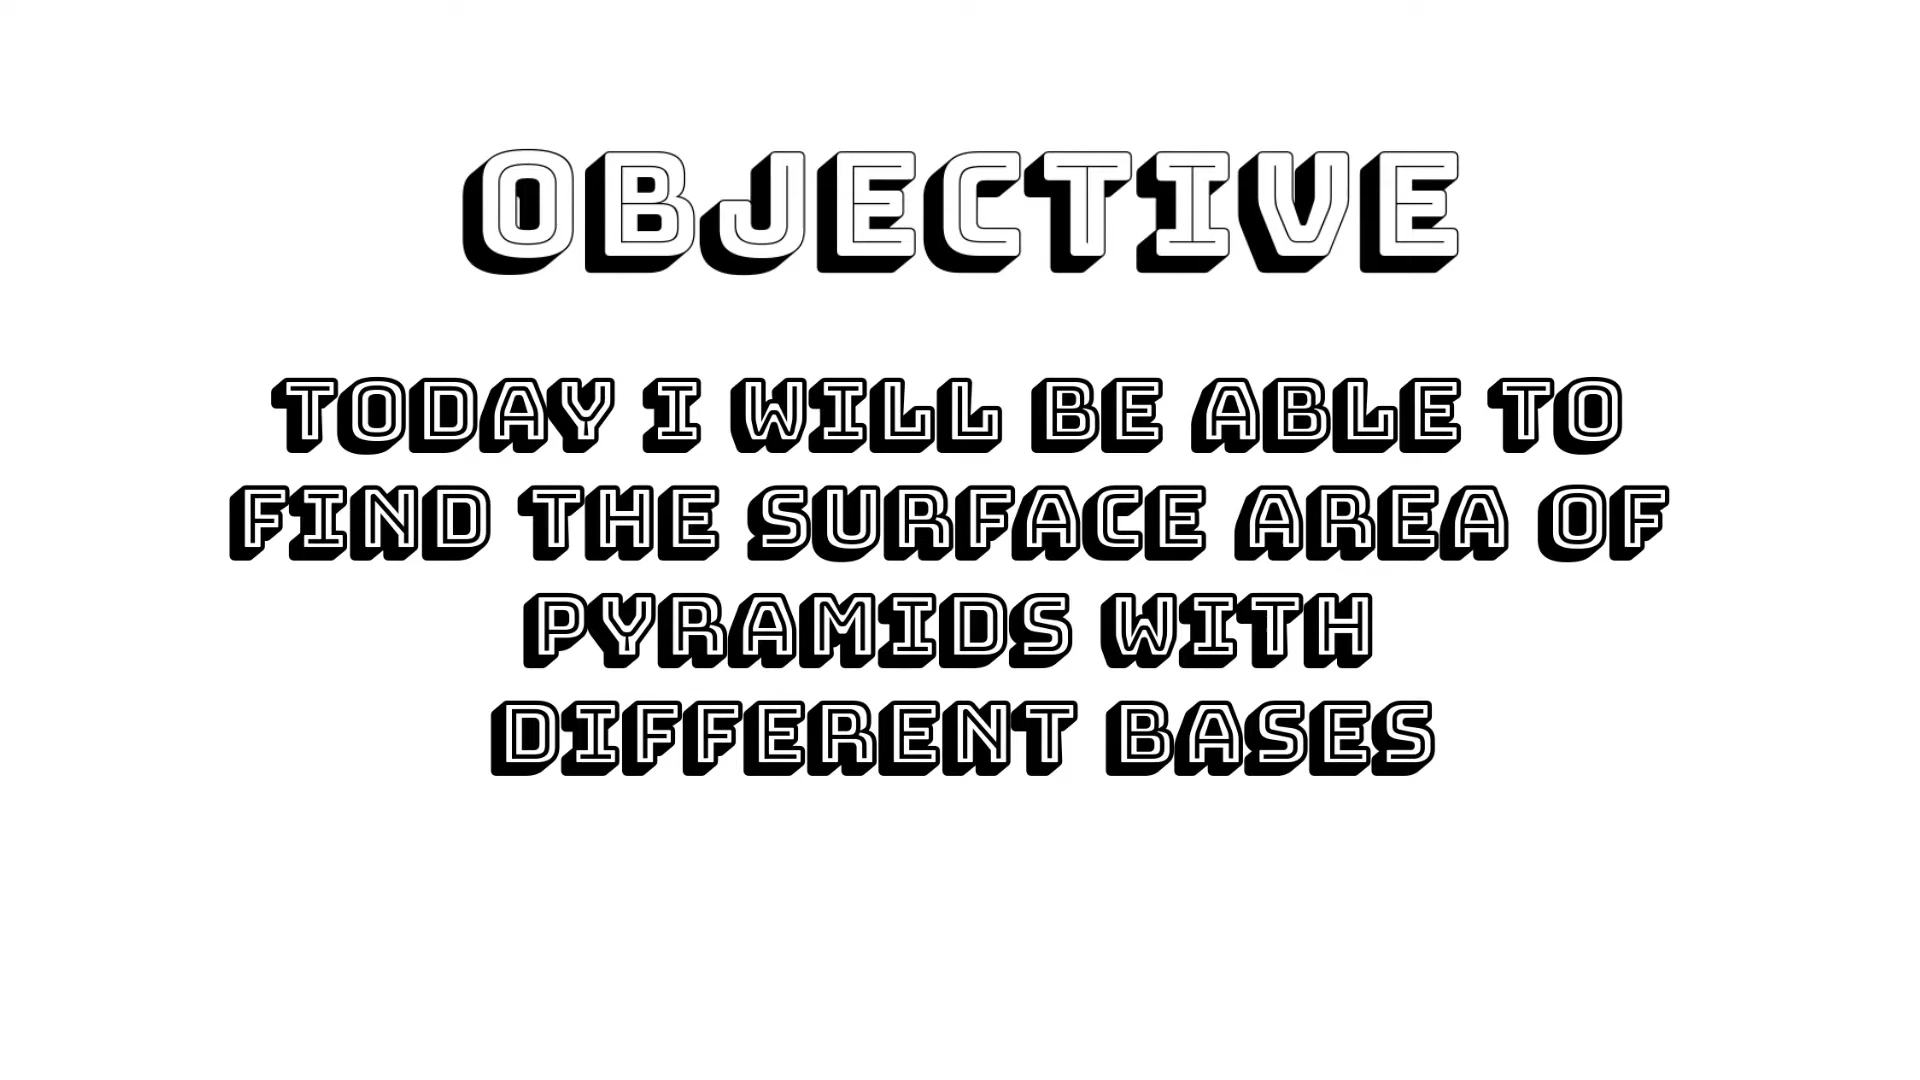 OBJECTIVE
TODAY I WILL BE ABLE TO
FIND THE SURFACE AREA OF
PYRAMIDS WITH
DIFFERENT BASES